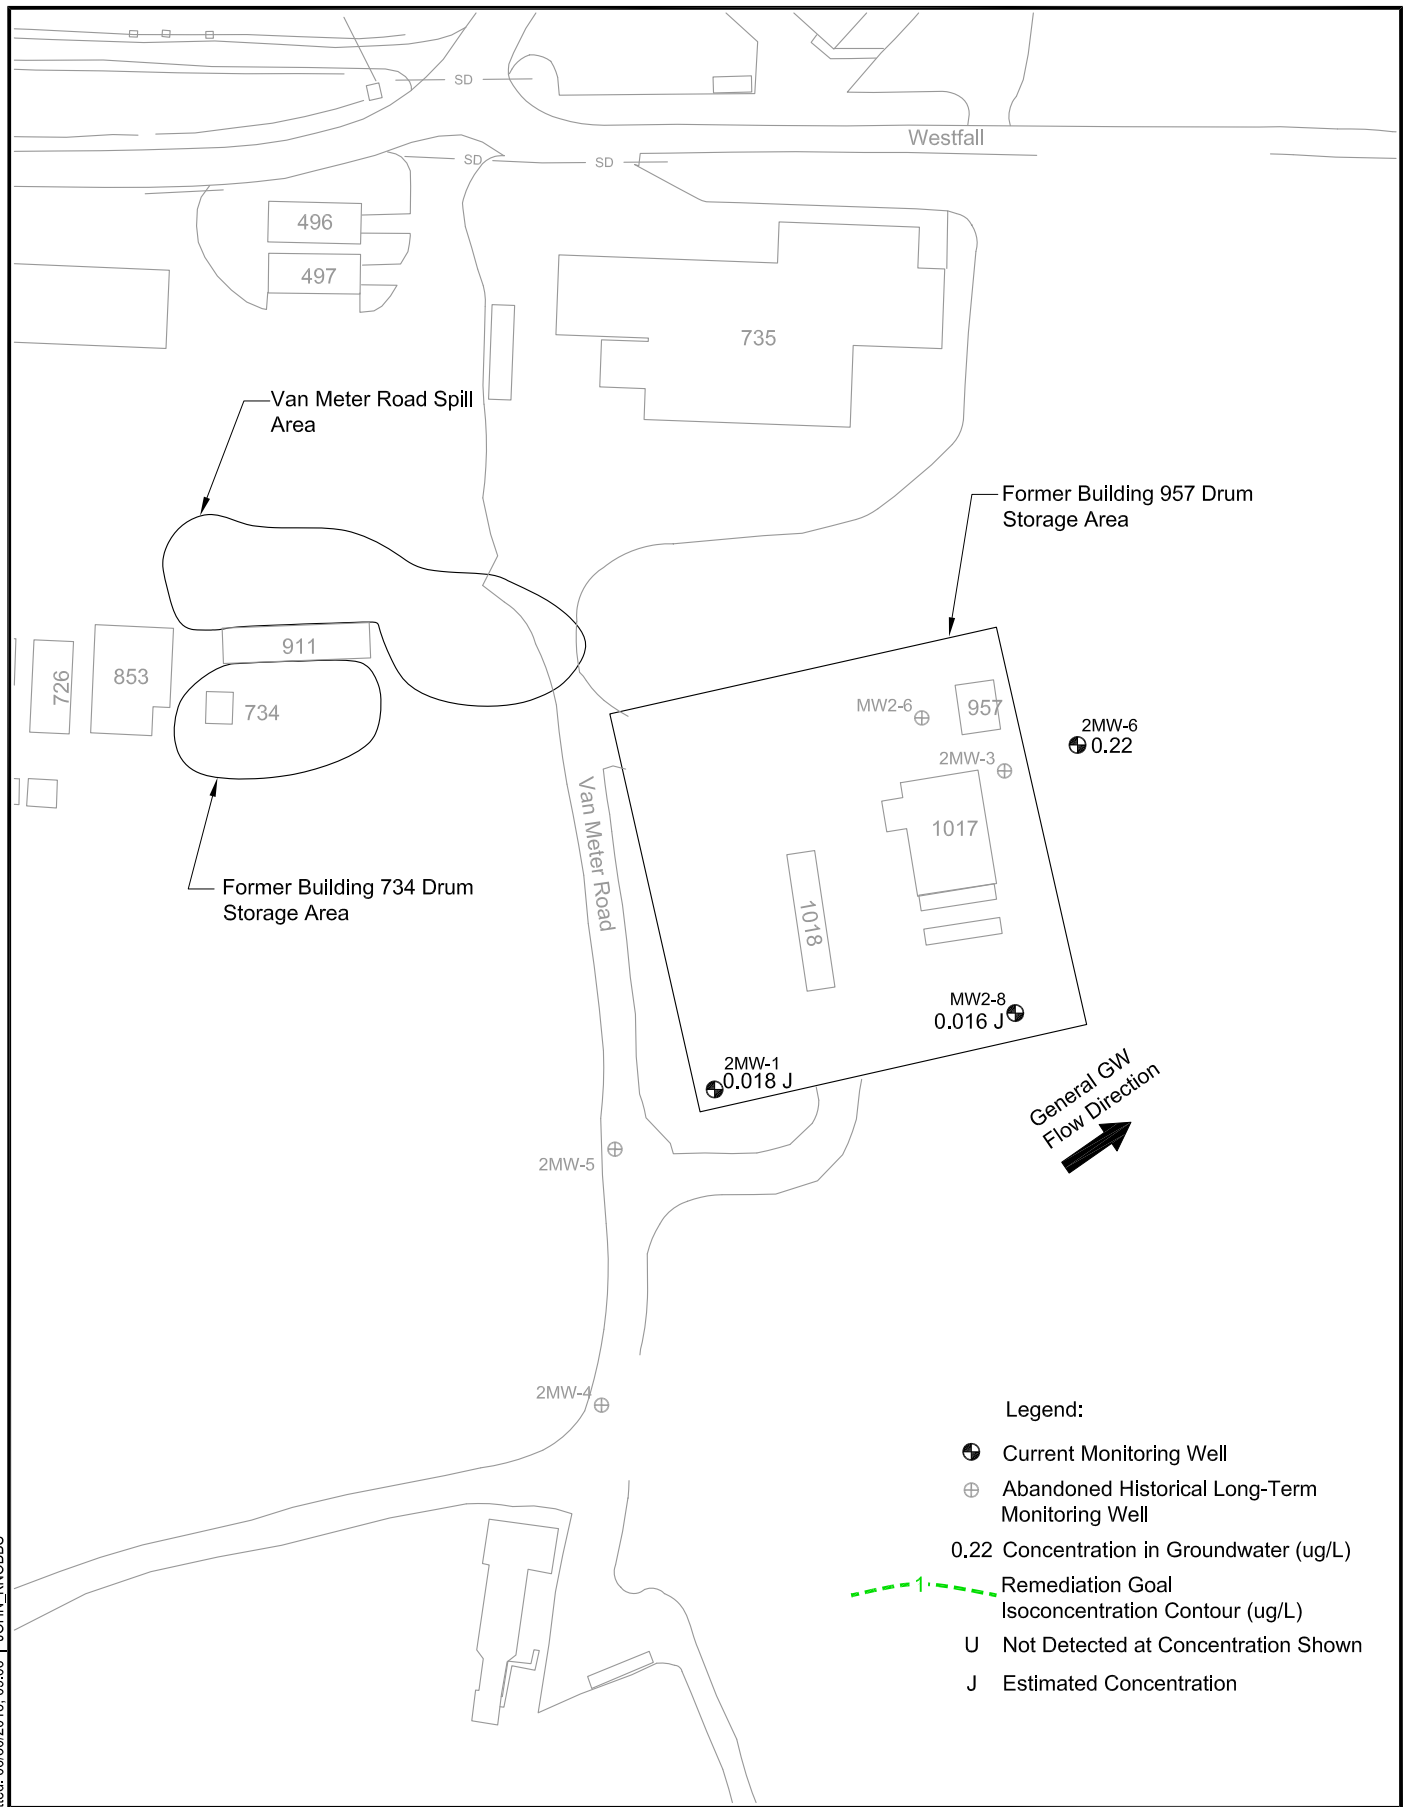 SD
Westfall
SD
SD
496
497
735
Van Meter Road Spill
Area
Former Building 957 Drum
Storage Area
911
853
726
734
MW2-6
957
2MW-6
0.22
2MW-3
1017
Van Meter Road
Former Building 734 Drum
Storage Area
1018
MW2-8
0.016 J
2MW-1
0.018 J
General GW
Flow Direction
2MW-5
2MW-4
Legend:
Current Monitoring Well
Abandoned Historical Long-Term
Monitoring Well
0.22 Concentration in Groundwater (ug/L)
1
Remediation Goal
Isoconcentration Contour (ug/L)
U Not Detected at Concentration Shown
J Estimated Concentration